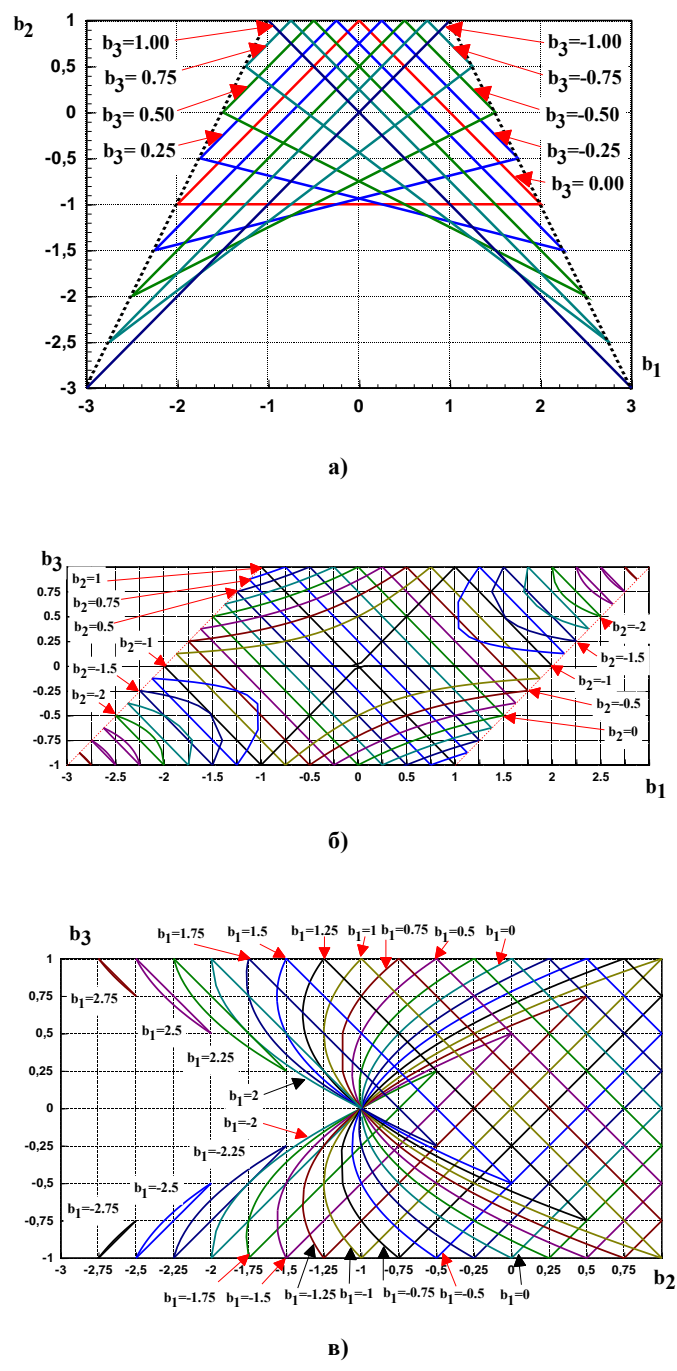 b2
1
b3=1.00
b3=-1.00
0,5
b3= 0.75
b3=-0.75
0
b3= 0.50
b3=-0.50
b3= 0.25
b3=-0.25
-0,5
b3= 0.00
-1
-1,5
-2
-2,5
-3
b1
-3 -2 -1 0 1 2 3
а)
b3
1
b2=1
0.75
b2=0.75
0.5
b2=0.5
0.25
b2=-1
0
b2=-1.5
-0.25
b2=-2
-0.5
-0.75
-1
b2=-2
b2=-1.5
b2=-1
b2=-0.5
b2=0
-3 -2.5 -2 -1.5 -1 -0.5 0 0.5 1 1.5 2 2.5
b1
б)
b1=1.75 b1=1.5 b1=1.25 b1=1 b1=0.75 b1=0.5 b1=0
b3
1
0,75
b1=2.75
0,5
b1=2.5
b1=2.25
0,25
b1=2
0
b1=-2
-0,25
b1=-2.25
-0,5
b1=-2.5
-0,75
b1=-2.75
-1
-3 -2,75 -2,5 -2,25 -2 -1,75 -1,5 -1,25 -1 -0,75 -0,5 -0,25 0 0,25 0,5 0,75
b2
b1=-1.75 b1=-1.5 b1=-1.25 b1=-1 b1=-0.75 b1=-0.5 b1=0
в)